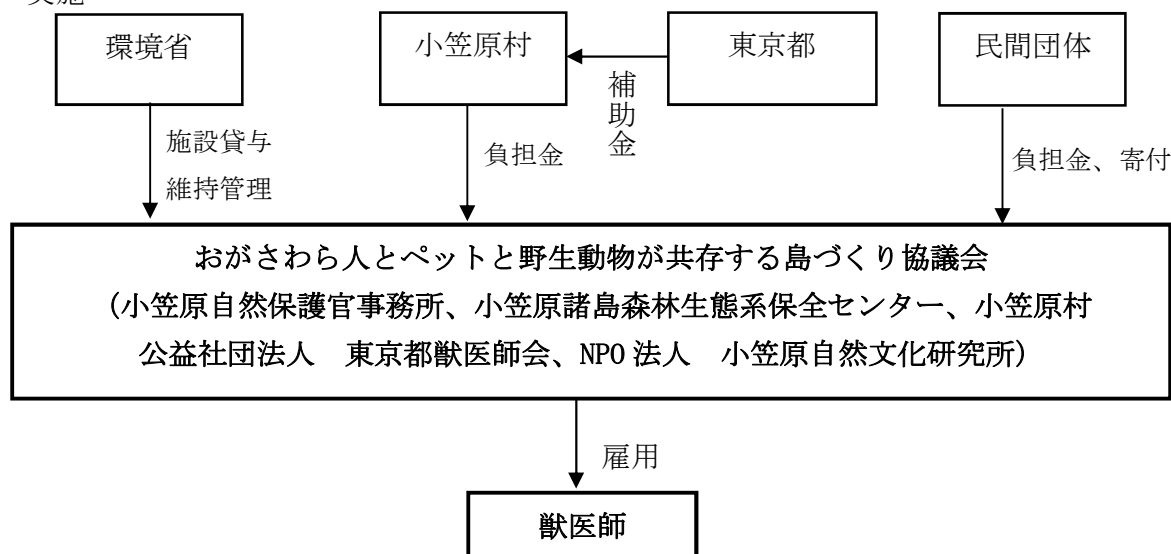 環境省
小笠原村
東京都
民間団体
補助金
施設貸与
維持管理
負担金
負担金、寄付
おがさわら人とペットと野生動物が共存する島づくり協議会
（小笠原自然保護官事務所、小笠原諸島森林生態系保全センター、小笠原村
公益社団法人　東京都獣医師会、NPO 法人　小笠原自然文化研究所）
雇用
獣医師